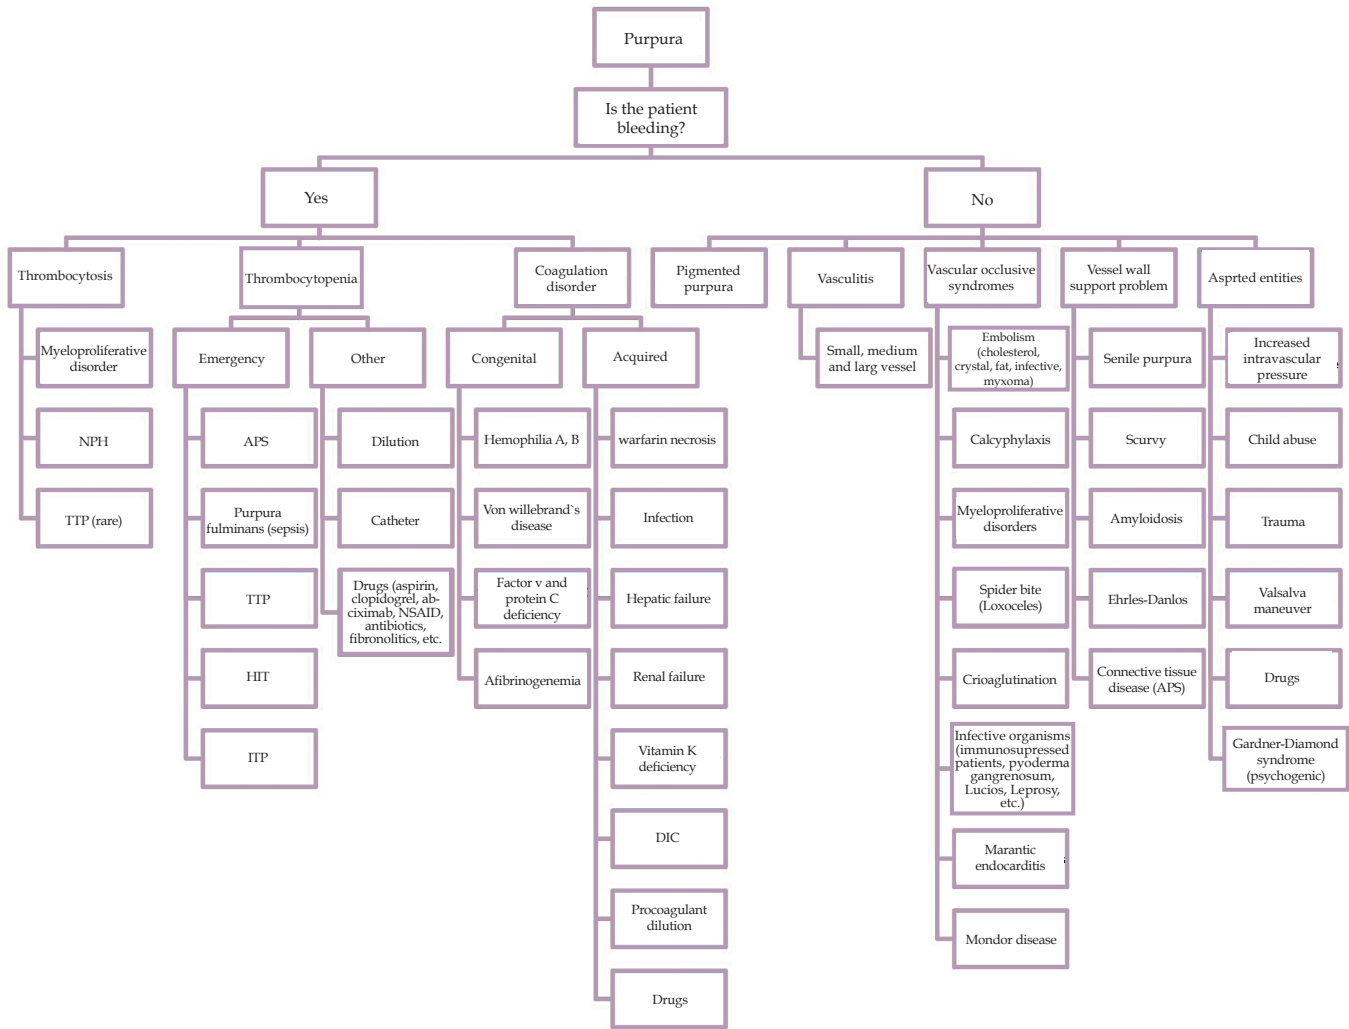 Purpura
Is the patient
bleeding?
Yes
No
Thrombocytosis
Thrombocytopenia
Coagulation
disorder
Pigmented
purpura
Vasculitis
Vascular occlusive
syndromes
Vessel wall
support problem
Asprted entities
Myeloproliferative
disorder
NPH
TTP (rare)
Emergency
APS
Purpura
fulminans (sepsis)
TTP
HIT
ITP
Other
Dilution
Catheter
Drugs (aspirin,
clopidogrel, ab-
ciximab, NSAID,
antibiotics,
fibronolitics, etc.
Congenital
Hemophilia A, B
Von willebrand`s
disease
Factor v and
protein C
deficiency
Afibrinogenemia
Acquired
warfarin necrosis
Infection
Hepatic failure
Renal failure
Vitamin K
deficiency
DIC
Procoagulant
dilution
Drugs
Small, medium
and larg vessel
Embolism
(cholesterol,
crystal, fat, infective,
myxoma)
Calcyphylaxis
Myeloproliferative
disorders
Spider bite
(Loxoceles)
Crioaglutination
Infective organisms
(immunosupressed
patients, pyoderma
gangrenosum,
Lucios, Leprosy,
etc.)
Marantic
endocarditis
Mondor disease
Senile purpura
Scurvy
Amyloidosis
Ehrles-Danlos
Connective tissue
disease (APS)
Increased
intravascular
pressure
Child abuse
Trauma
Valsalva
maneuver
Drugs
Gardner-Diamond
syndrome
(psychogenic)